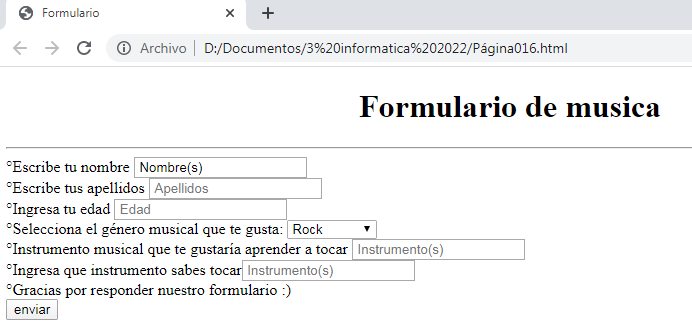 Formulario
Archivo | D:/Documentos/3%20informatica%202022/Página016.html
Formulario de musica
°Escribe tu nombre Nombre(s)
°Escribe tus apellidos Apellidos
°Ingresa tu edad Edad
°Selecciona el género musical que te gusta: Rock
°Instrumento musical que te gustaría aprender a tocar Instrumento(s)
°Ingresa que instrumento sabes tocar Instrumento(s)
°Gracias por responder nuestro formulario :)
enviar